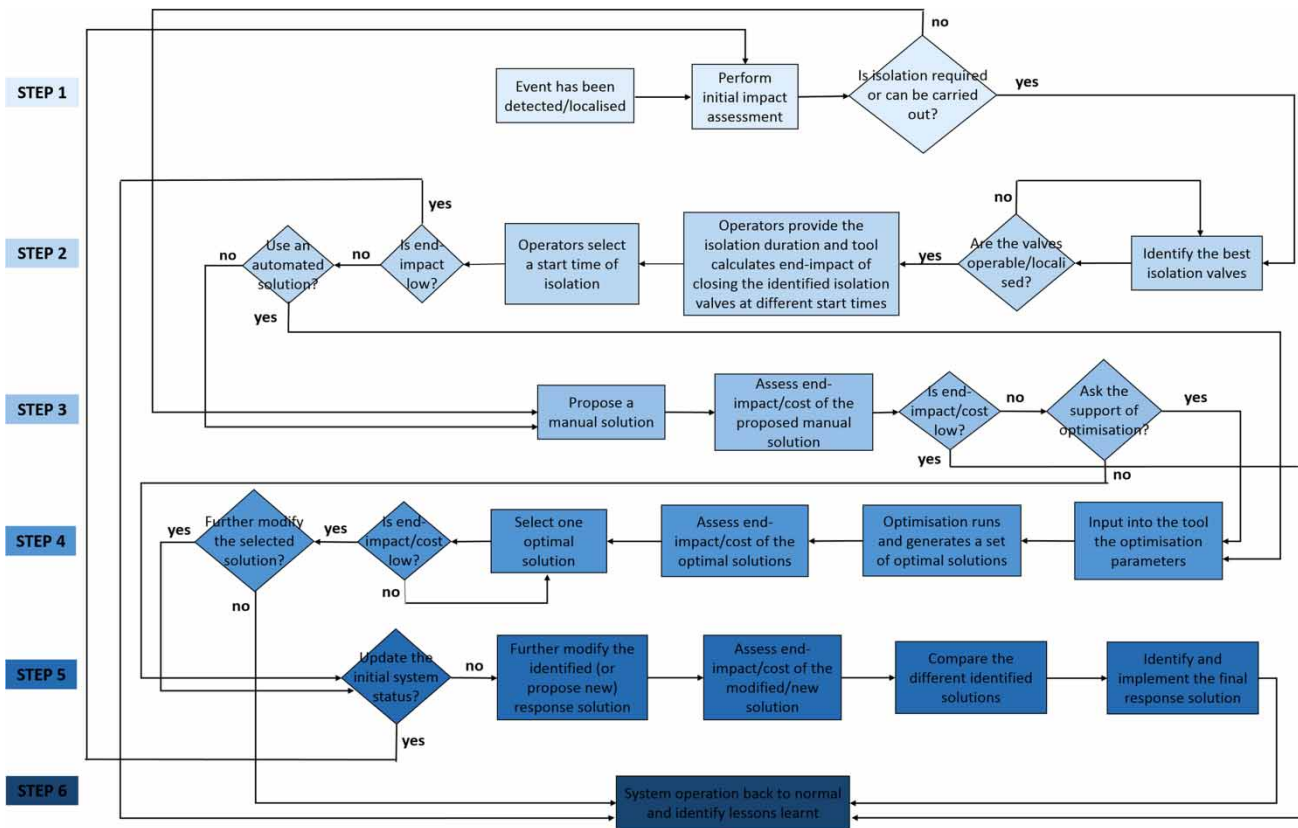 no
STEP 1
Event has been
detected/localised
Perform
initial impact
assessment
Is isolation required
or can be carried
out?
yes
STEP 2
no
Use an
automated
solution?
yes
no
Is end-
impact
low?
yes
Operators select
a start time of
isolation
Operators provide the
isolation duration and tool
calculates end-impact of
closing the identified isolation
valves at different start times
yes
Are the valves
operable/locali
sed?
no
Identify the best
isolation valves
STEP 3
Propose a
manual solution
Assess end-
impact/cost of the
proposed manual
solution
Is end-
impact/cost
low?
yes
no
Ask the
support of
optimisation?
yes
no
STEP 4
yes
Further modify
the selected
solution?
no
yes
Is end-
impact/cost
low?
no
Select one
optimal
solution
Assess end-
impact/cost of the
optimal solutions
Optimisation runs
and generates a set
of optimal solutions
Input into the tool
the optimisation
parameters
STEP 5
Update the
initial system
status?
yes
no
Further modify the
identified (or
propose new)
response solution
Assess end-
impact/cost of the
modified/new
solution
Compare the
different identified
solutions
Identify and
implement the final
response solution
STEP 6
System operation back to normal
and identify lessons learnt